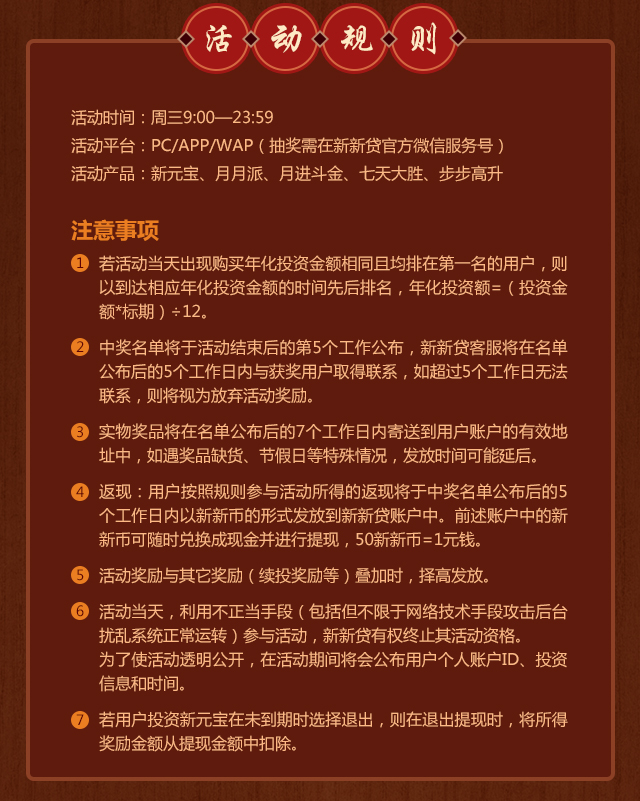 活动规则
活动时间：周三9:00—23:59
活动平台：PC/APP/WAP（抽奖需在新新贷官方微信服务号）
活动产品：新元宝、月月派、月进斗金、七天大胜、步步高升
注意事项
1 若活动当天出现购买年化投资金额相同且均排在第一名的用户，则
以到达相应年化投资金额的时间先后排名，年化投资额=（投资金
额*标期）÷12。
2 中奖名单将于活动结束后的第5个工作公布，新新贷客服将在名单
公布后的5个工作日内与获奖用户取得联系，如超过5个工作日无法
联系，则将视为放弃活动奖励。
3 实物奖品将在名单公布后的7个工作日内寄送到用户账户的有效地
址中，如遇奖品缺货、节假日等特殊情况，发放时间可能延后。
4 返现：用户按照规则参与活动所得的返现将于中奖名单公布后的5
个工作日内以新新币的形式发放到新新贷账户中。前述账户中的新
新币可随时兑换成现金并进行提现，50新新币=1元钱。
5 活动奖励与其它奖励（续投奖励等）叠加时，择高发放。
6 活动当天，利用不正当手段（包括但不限于网络技术手段攻击后台
扰乱系统正常运转）参与活动，新新贷有权终止其活动资格。
为了使活动透明公开，在活动期间将会公布用户个人账户ID、投资
信息和时间。
7 若用户投资新元宝在未到期时选择退出，则在退出提现时，将所得
奖励金额从提现金额中扣除。